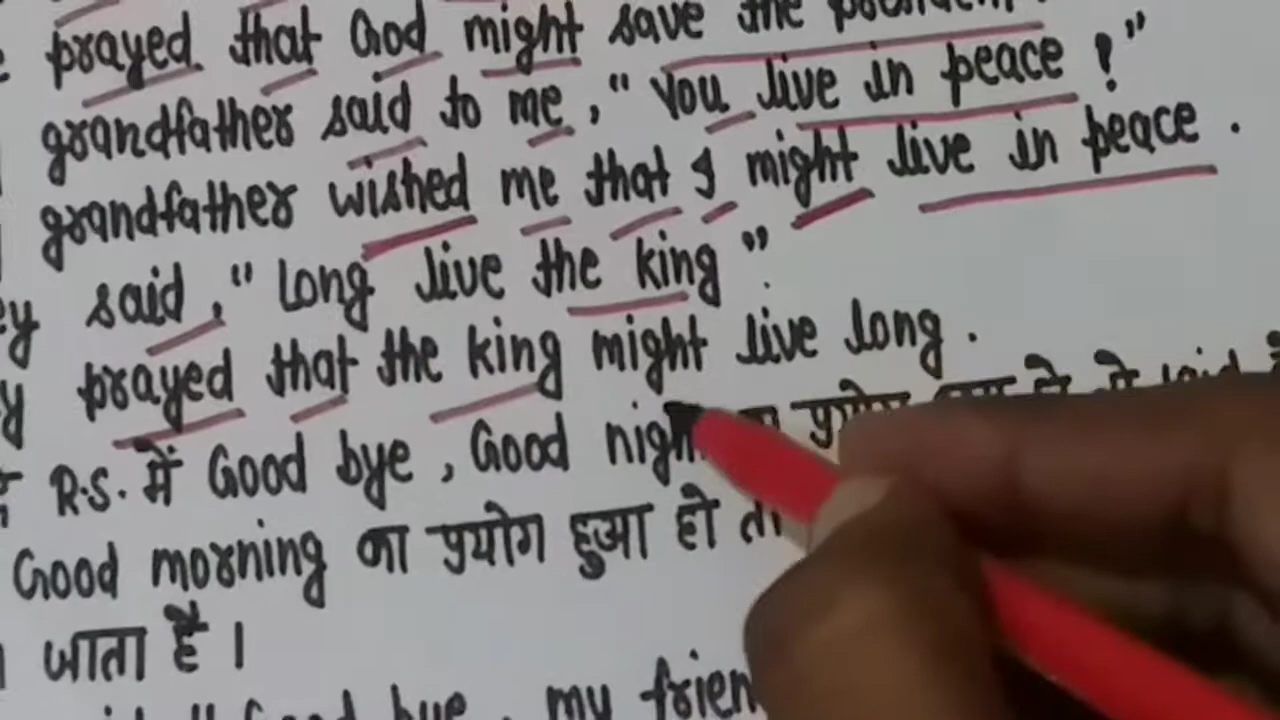 prayed that God might save the
grandfather said to me, "You live in peace!"
grandfather wished me that I might live in peace.
said, "Long live the king".
prayed that the king might live long.
R.S. में Good bye, Good प्रयोग
Good morning का प्रयोग हुआ हो तो
जाता है।
"Good bye, my